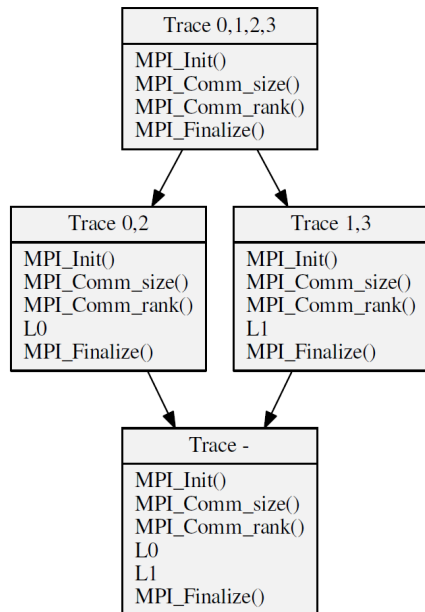 Trace 0,1,2,3
MPI_Init()
MPI_Comm_size()
MPI_Comm_rank()
MPI_Finalize()
Trace 0,2
MPI_Init()
MPI_Comm_size()
MPI_Comm_rank()
L0
MPI_Finalize()
Trace 1,3
MPI_Init()
MPI_Comm_size()
MPI_Comm_rank()
L1
MPI_Finalize()
Trace -
MPI_Init()
MPI_Comm_size()
MPI_Comm_rank()
L0
L1
MPI_Finalize()